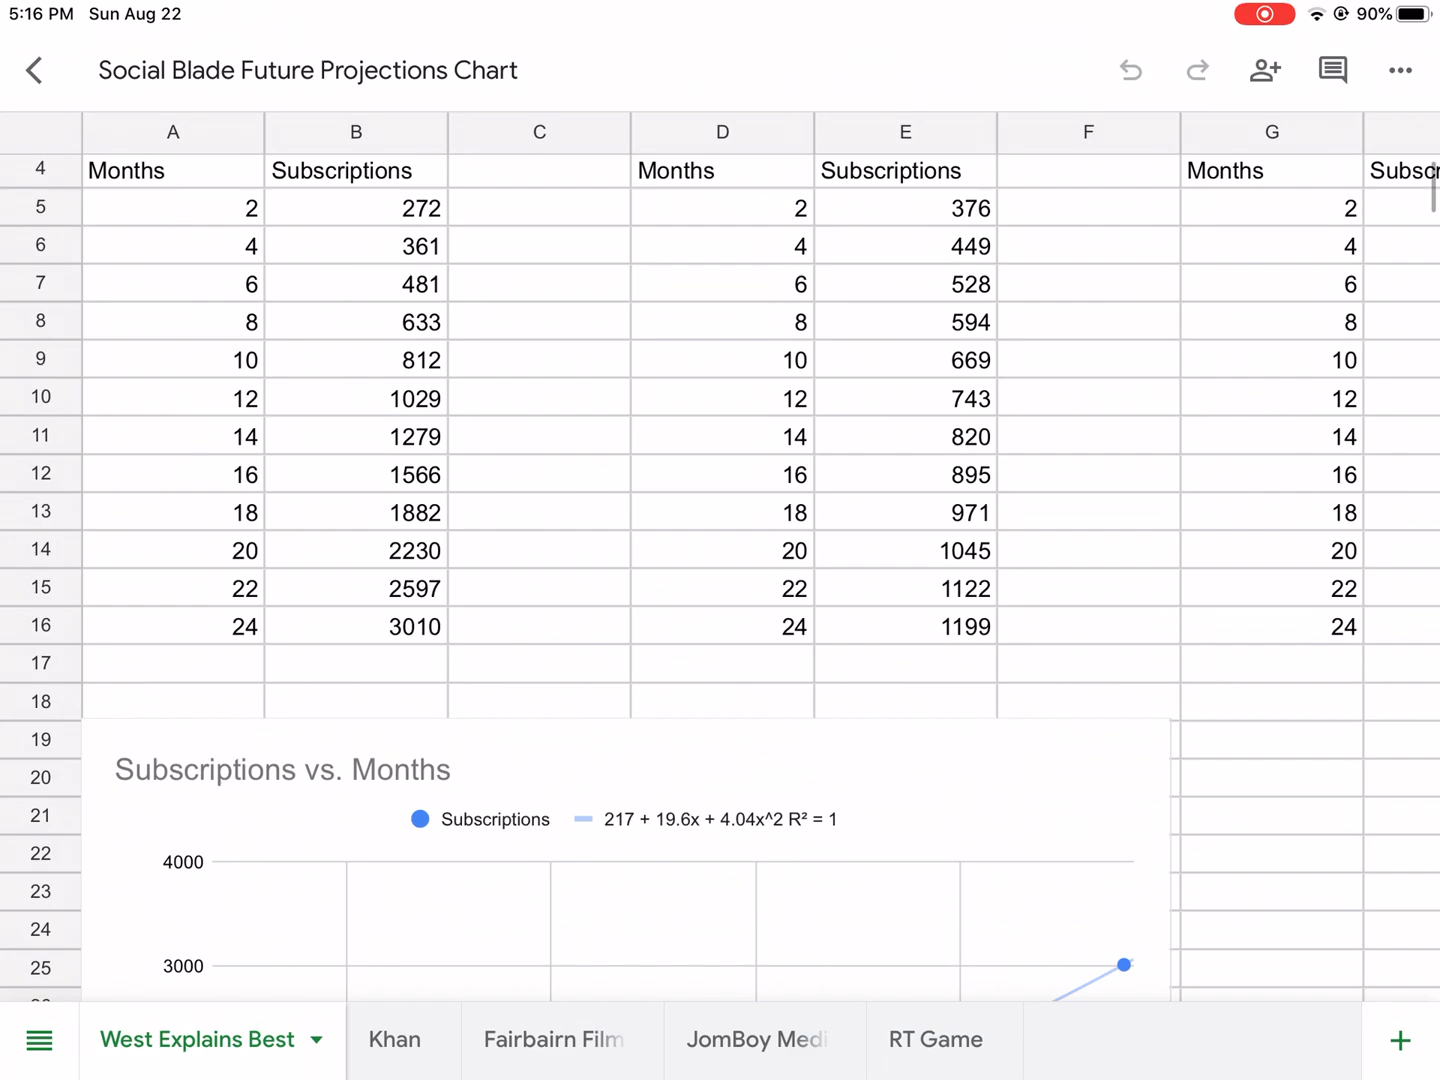 5:16 PM Sun Aug 22 90%
Social Blade Future Projections Chart
A B C D E F G
4 Months Subscriptions Months Subscriptions Months Subscr
5 2 272 2 376 2
6 4 361 4 449 4
7 6 481 6 528 6
8 8 633 8 594 8
9 10 812 10 669 10
10 12 1029 12 743 12
11 14 1279 14 820 14
12 16 1566 16 895 16
13 18 1882 18 971 18
14 20 2230 20 1045 20
15 22 2597 22 1122 22
16 24 3010 24 1199 24
17
18
19
20
21
22
23
24
25
Subscriptions vs. Months
Subscriptions 217 + 19.6x + 4.04x^2 R² = 1
4000
3000
West Explains Best Khan Fairbairn Film JomBoy Medi RT Game